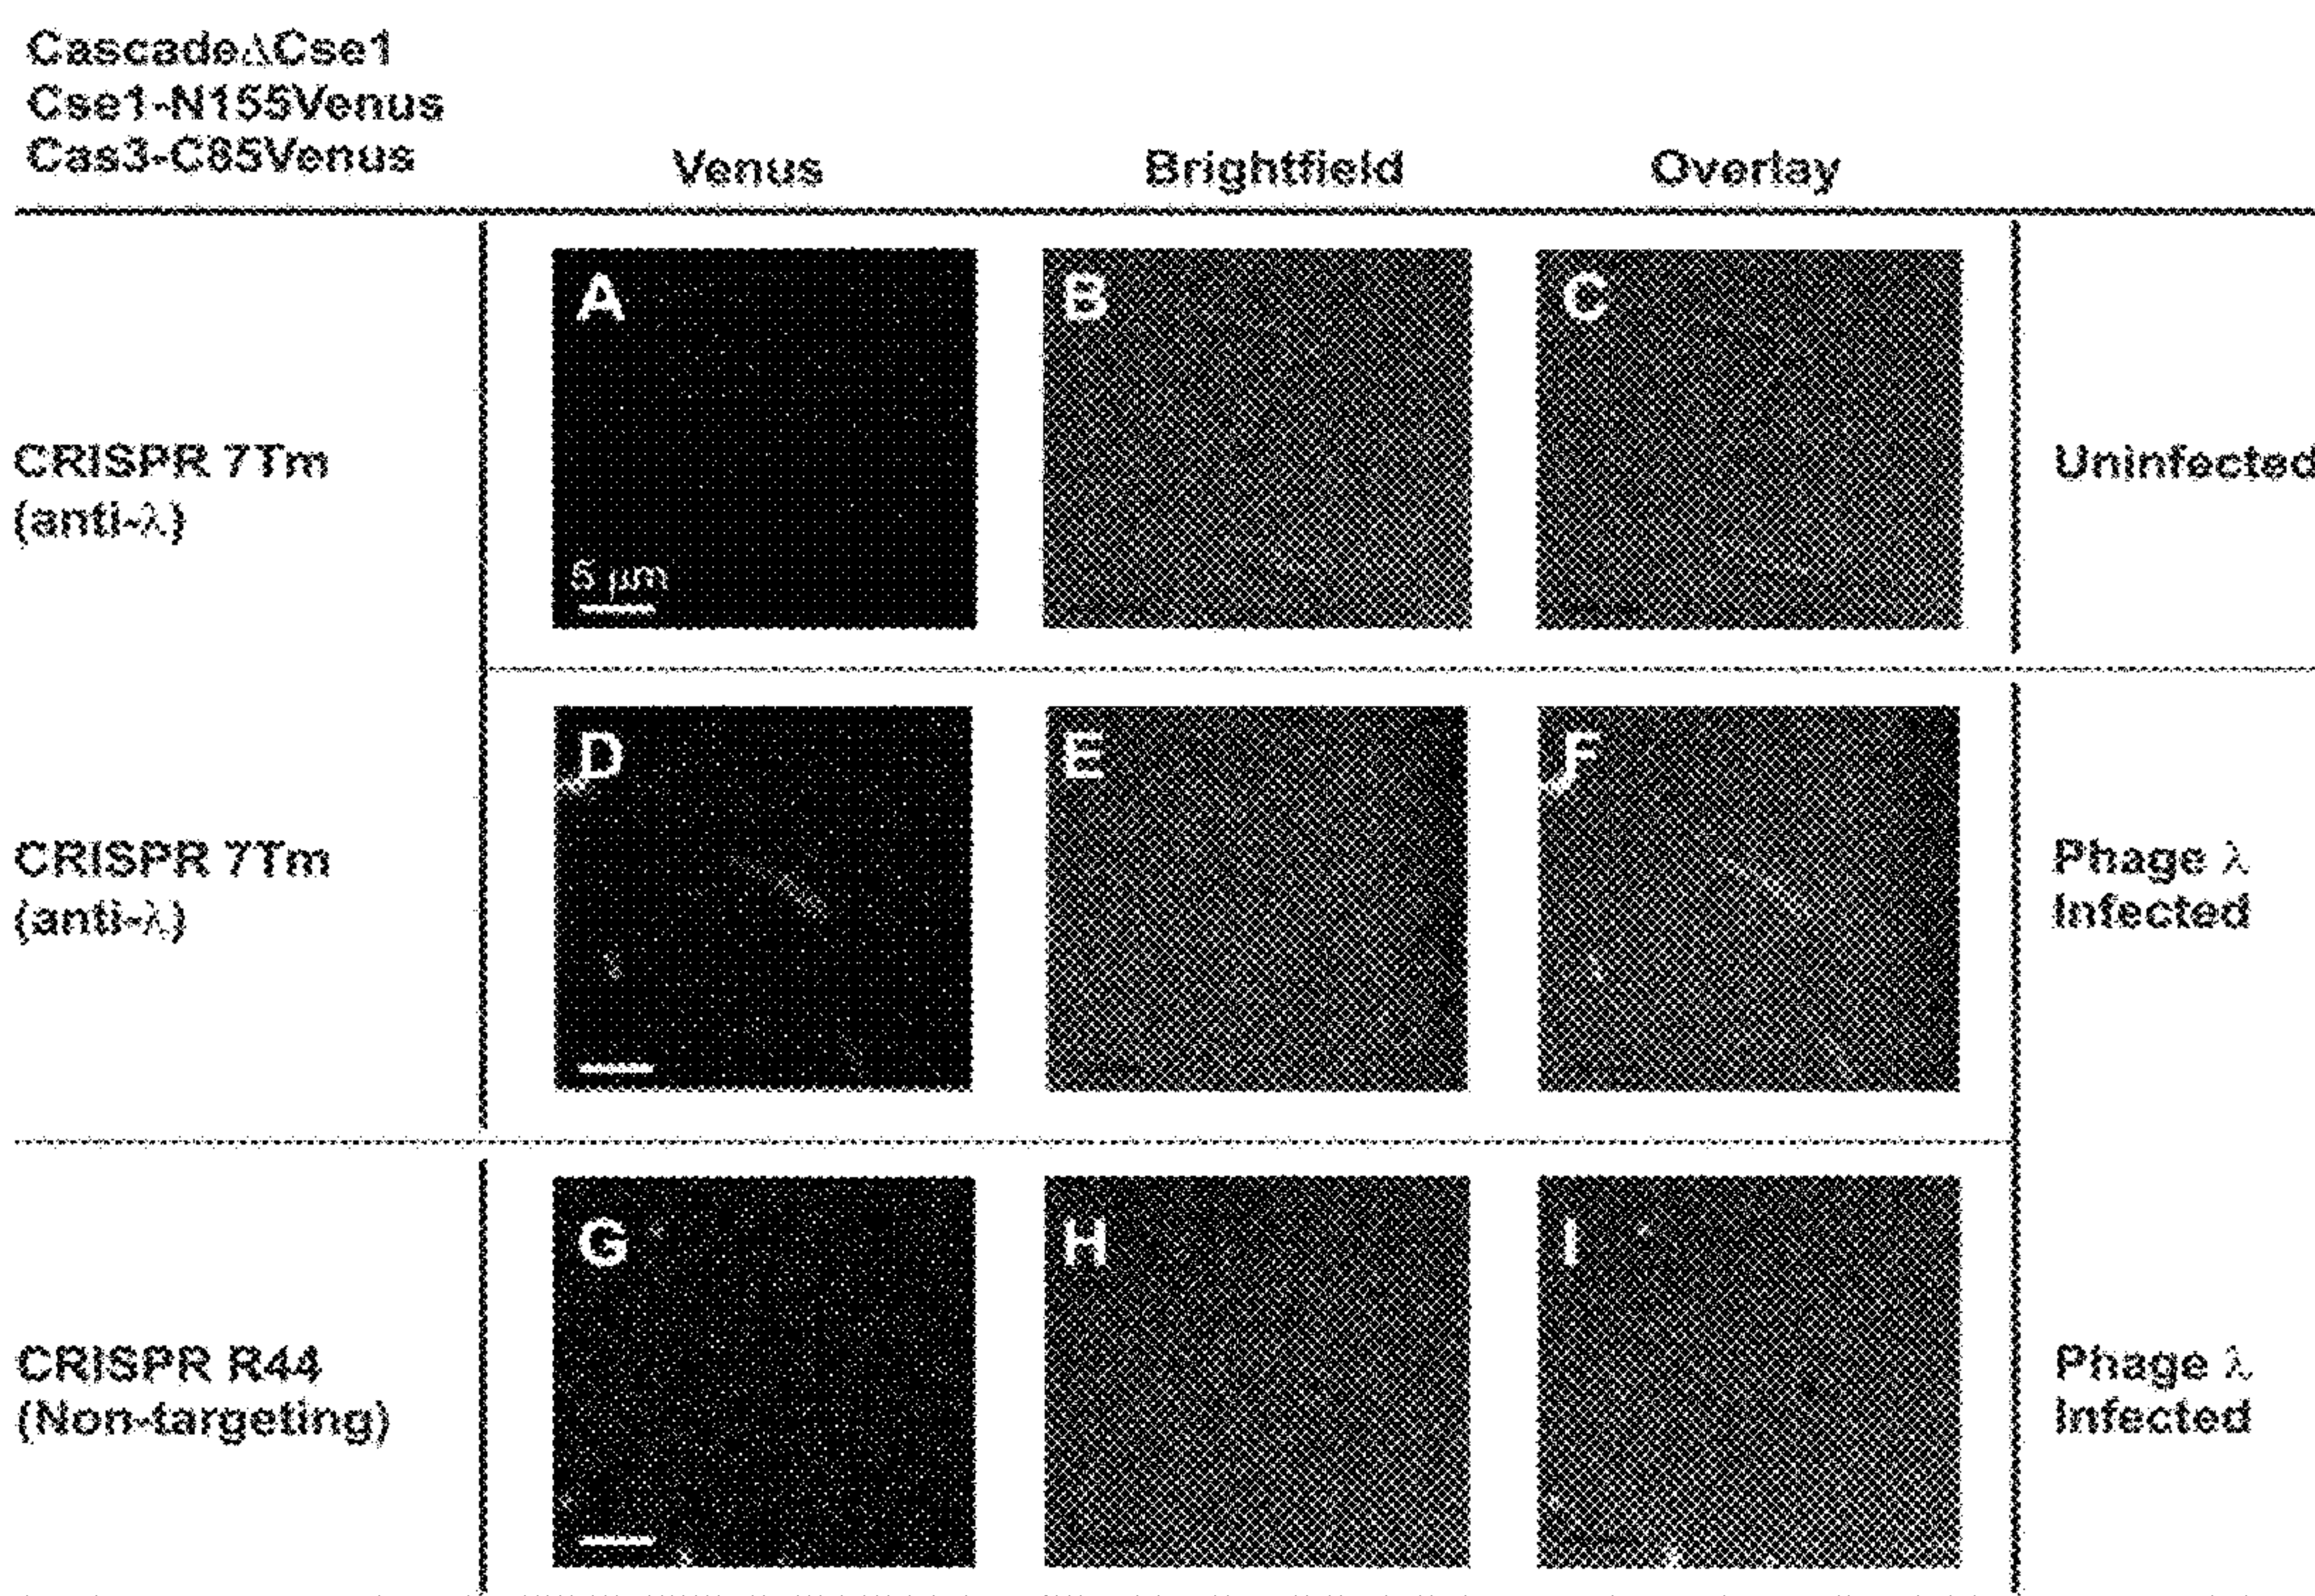 CascadeΔCse1
Cse1-N155Venus
Cas3-C85Venus
Venus
Brightfield
Overlay
CRISPR 7Tm
(anti-λ)
A
5 µm
B
C
Uninfected
CRISPR 7Tm
(anti-λ)
D
E
F
Phage λ
Infected
CRISPR R44
(Non-targeting)
G
H
I
Phage λ
Infected